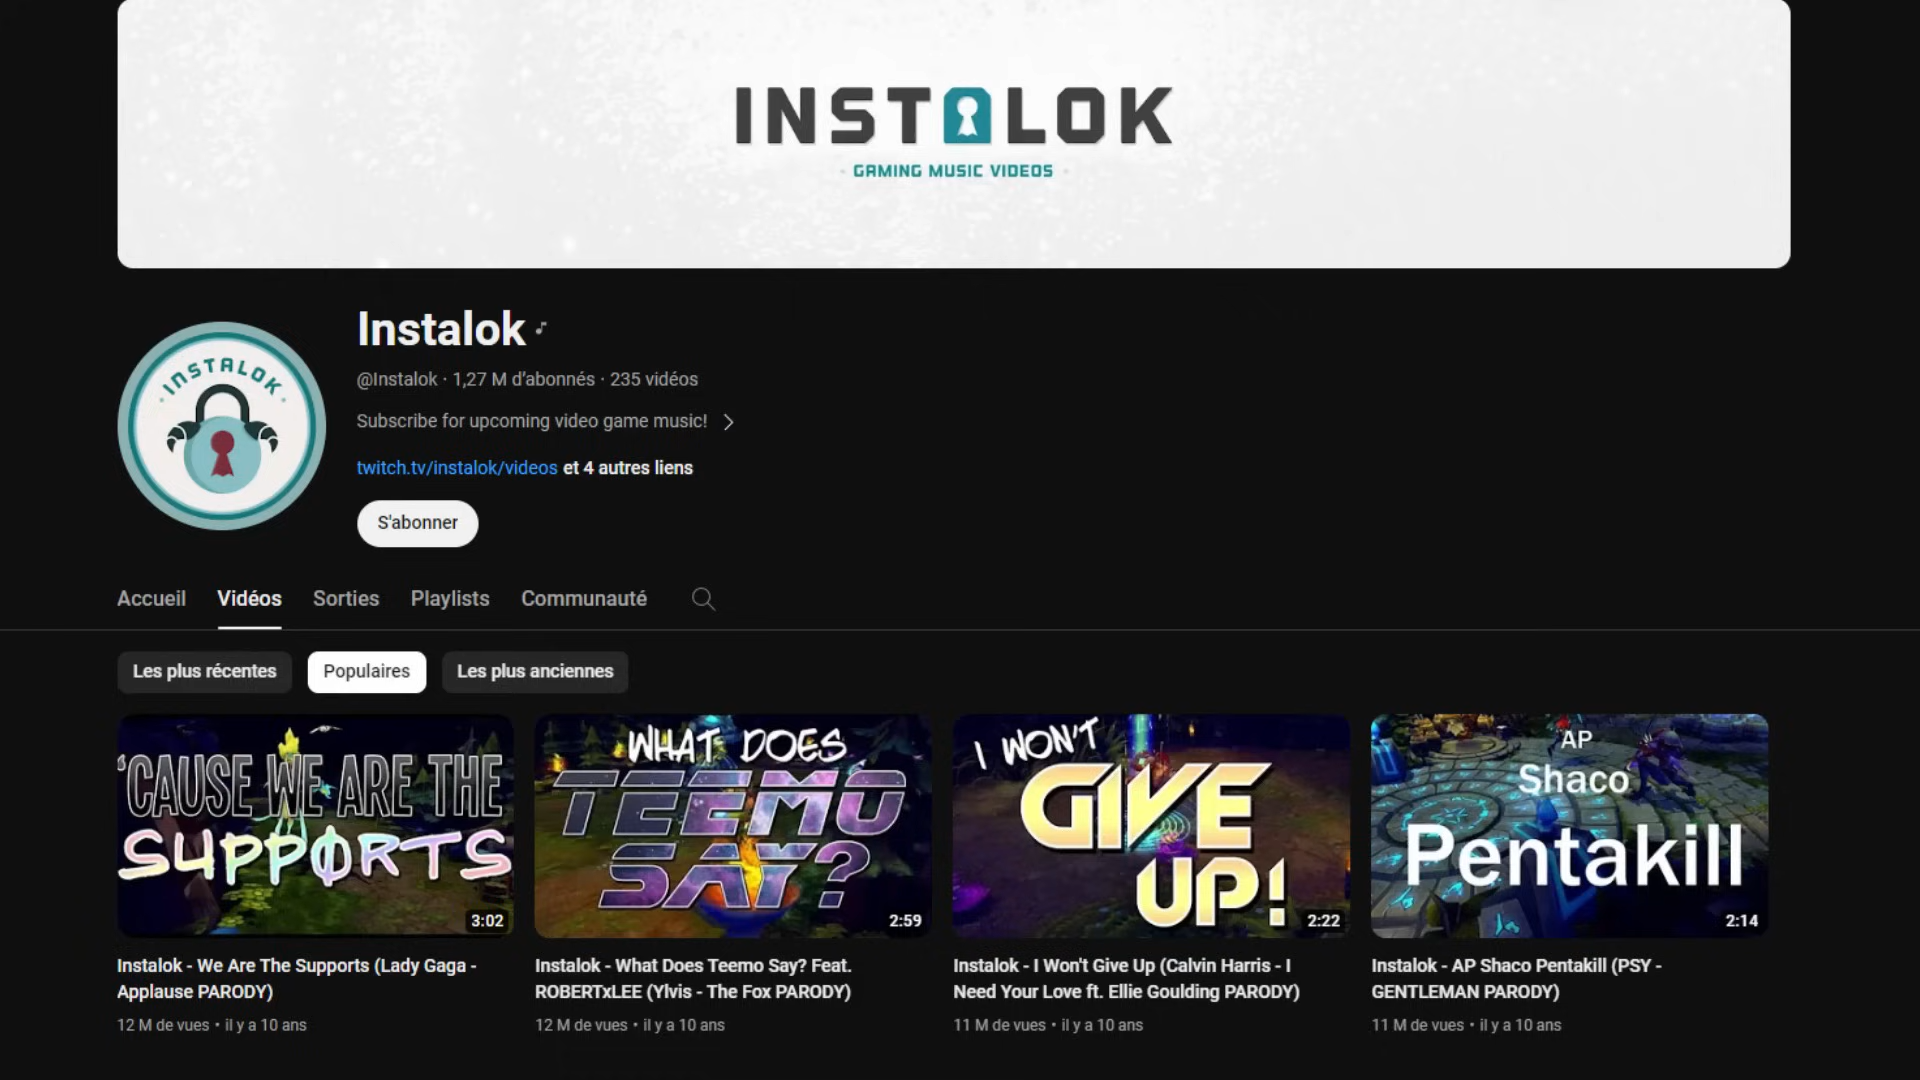 INSTALOK
GAMING MUSIC VIDEOS
INSTALOK
Instalok
@Instalok · 1,27 M d'abonnés · 235 vidéos
Subscribe for upcoming video game music!
twitch.tv/instalok/videos et 4 autres liens
S'abonner
Accueil Vidéos Sorties Playlists Communauté
Les plus récentes Populaires Les plus anciennes
'CAUSE WE ARE THE
SUPPORTS
3:02
WHAT DOES
TEEMO
SAY?
2:59
I WON'T
GIVE
UP!
2:22
AP
Shaco
Pentakill
2:14
Instalok - We Are The Supports (Lady Gaga -
Applause PARODY)
12 M de vues • il y a 10 ans
Instalok - What Does Teemo Say? Feat.
ROBERTxLEE (Ylvis - The Fox PARODY)
12 M de vues • il y a 10 ans
Instalok - I Won't Give Up (Calvin Harris - I
Need Your Love ft. Ellie Goulding PARODY)
11 M de vues • il y a 10 ans
Instalok - AP Shaco Pentakill (PSY -
GENTLEMAN PARODY)
11 M de vues • il y a 10 ans